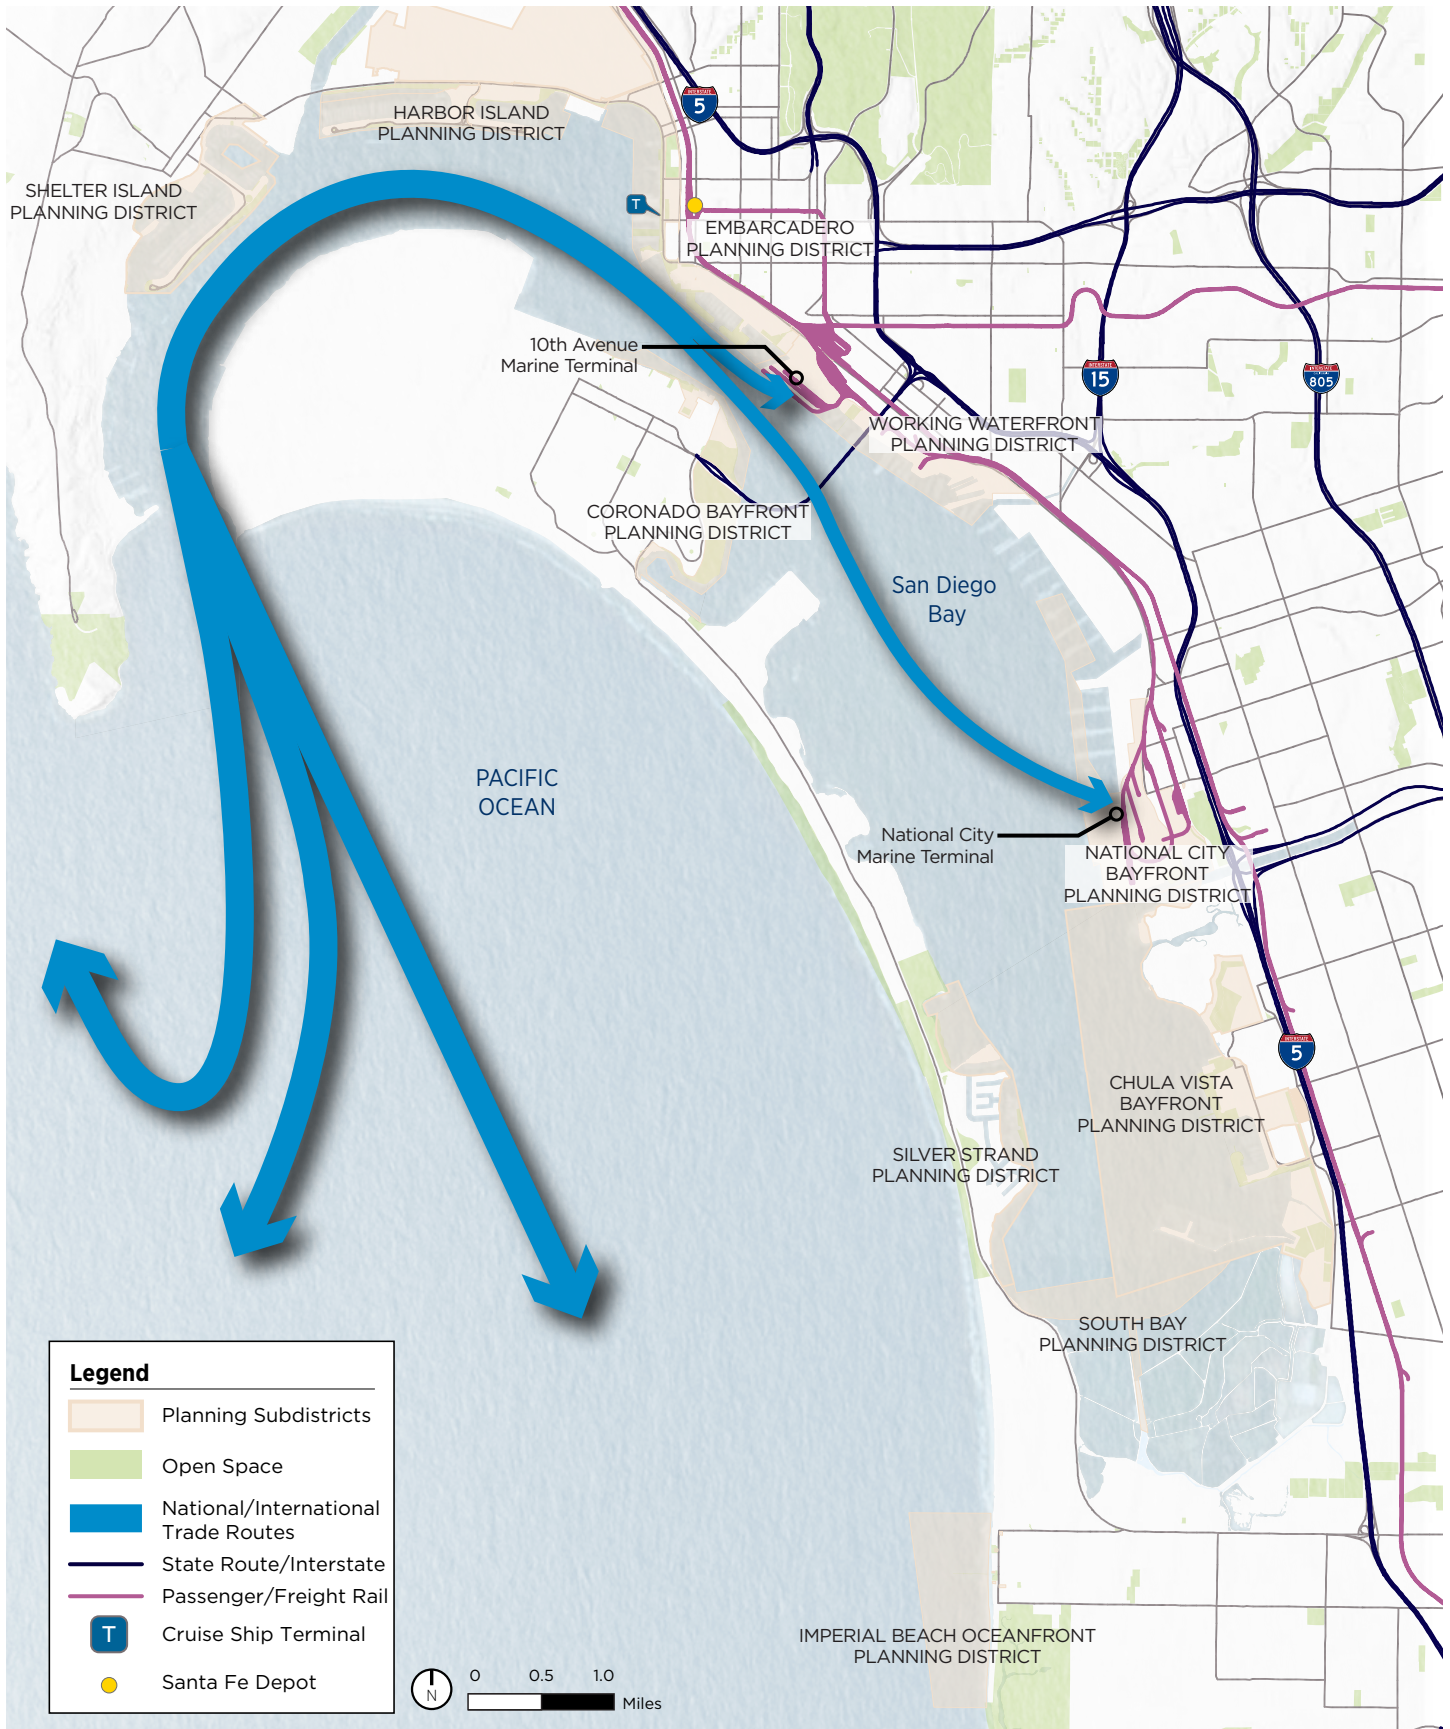 INTERSTATE
5
HARBOR ISLAND
PLANNING DISTRICT
SHELTER ISLAND
PLANNING DISTRICT
T
EMBARCADERO
PLANNING DISTRICT
10th Avenue
Marine Terminal
INTERSTATE
15
INTERSTATE
805
WORKING WATERFRONT
PLANNING DISTRICT
CORONADO BAYFRONT
PLANNING DISTRICT
San Diego
Bay
PACIFIC
OCEAN
National City
Marine Terminal
NATIONAL CITY
BAYFRONT
PLANNING DISTRICT
INTERSTATE
5
CHULA VISTA
BAYFRONT
PLANNING DISTRICT
SILVER STRAND
PLANNING DISTRICT
SOUTH BAY
PLANNING DISTRICT
IMPERIAL BEACH OCEANFRONT
PLANNING DISTRICT
Legend
Planning Subdistricts
Open Space
National/International
Trade Routes
State Route/Interstate
Passenger/Freight Rail
T Cruise Ship Terminal
Santa Fe Depot
N
0 0.5 1.0
Miles